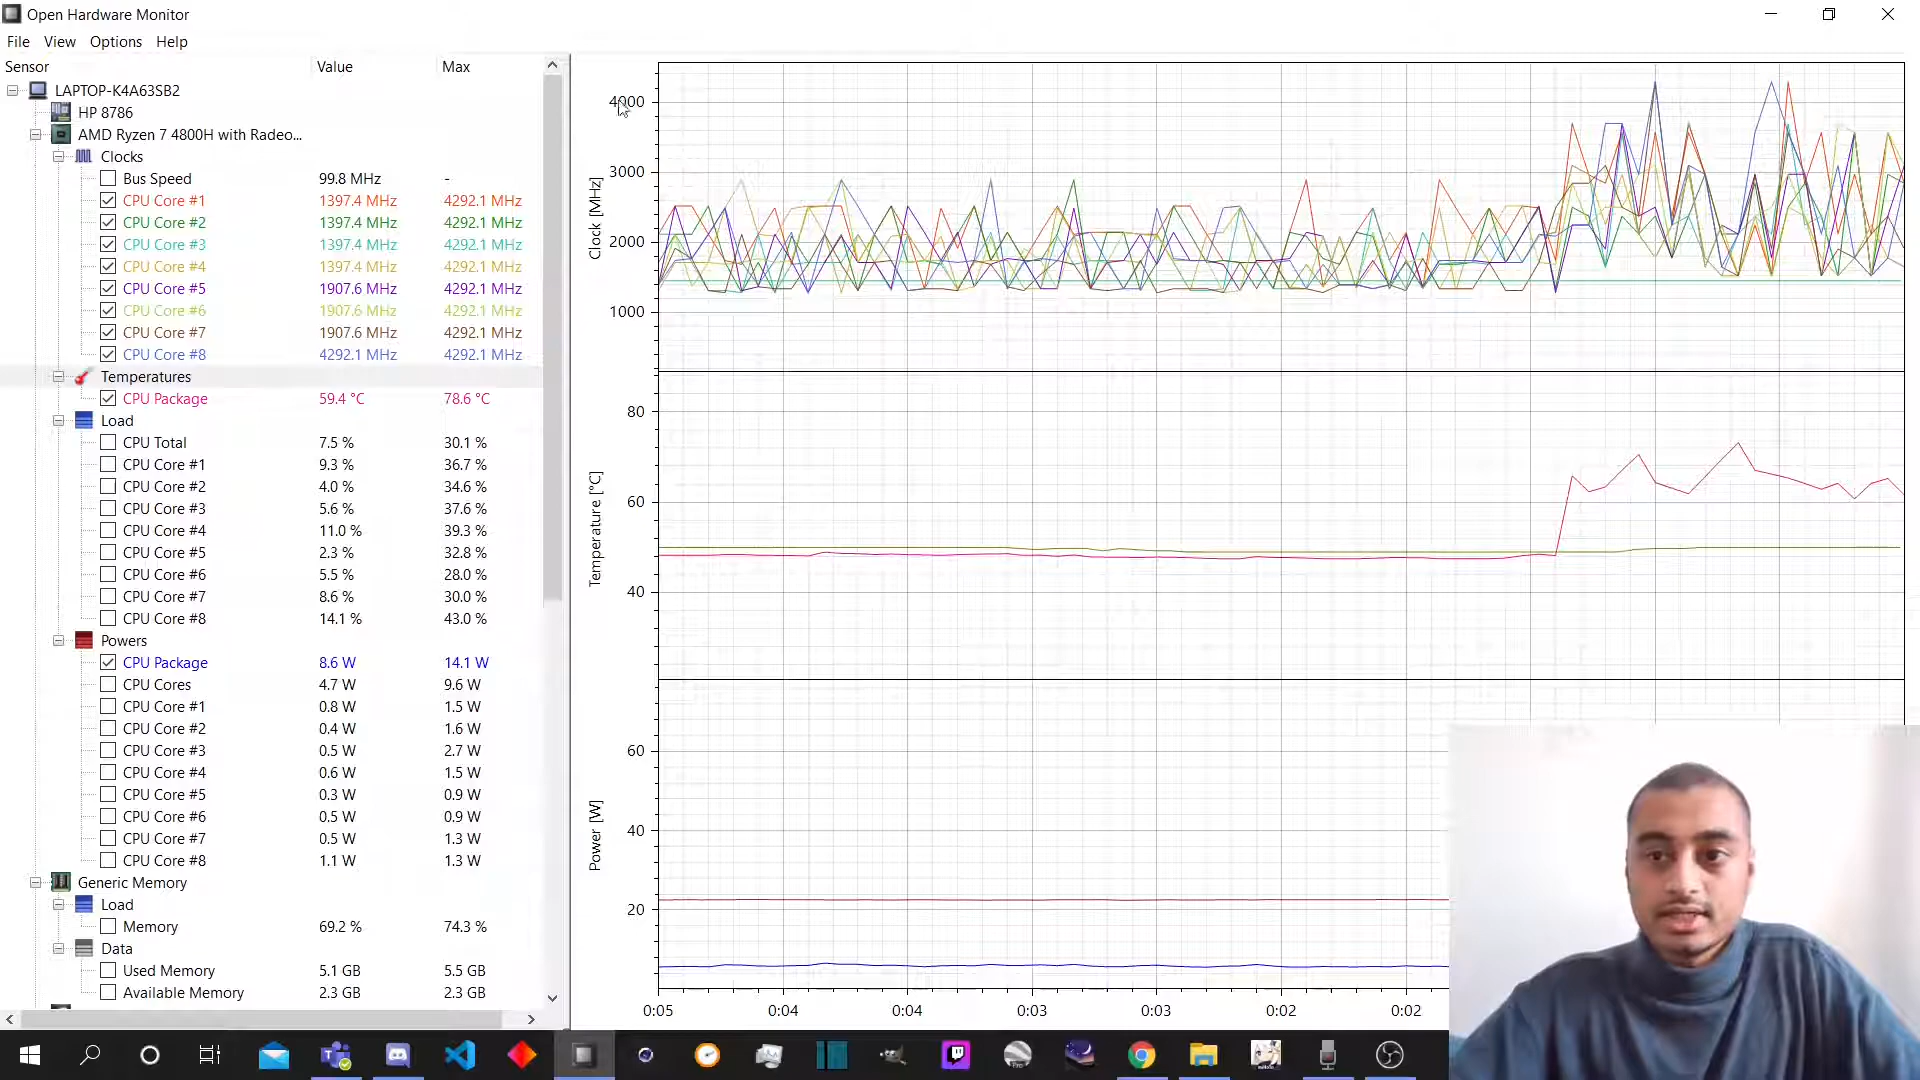 Open Hardware Monitor
File View Options Help
Sensor Value Max
LAPTOP-K4A63SB2
HP 8786
AMD Ryzen 7 4800H with Radeo...
Clocks
Bus Speed 99.8 MHz -
CPU Core #1 1397.4 MHz 4292.1 MHz
CPU Core #2 1397.4 MHz 4292.1 MHz
CPU Core #3 1397.4 MHz 4292.1 MHz
CPU Core #4 1397.4 MHz 4292.1 MHz
CPU Core #5 1907.6 MHz 4292.1 MHz
CPU Core #6 1907.6 MHz 4292.1 MHz
CPU Core #7 1907.6 MHz 4292.1 MHz
CPU Core #8 4292.1 MHz 4292.1 MHz
Temperatures
CPU Package 59.4 °C 78.6 °C
Load
CPU Total 7.5 % 30.1 %
CPU Core #1 9.3 % 36.7 %
CPU Core #2 4.0 % 34.6 %
CPU Core #3 5.6 % 37.6 %
CPU Core #4 11.0 % 39.3 %
CPU Core #5 2.3 % 32.8 %
CPU Core #6 5.5 % 28.0 %
CPU Core #7 8.6 % 30.0 %
CPU Core #8 14.1 % 43.0 %
Powers
CPU Package 8.6 W 14.1 W
CPU Cores 4.7 W 9.6 W
CPU Core #1 0.8 W 1.5 W
CPU Core #2 0.4 W 1.6 W
CPU Core #3 0.5 W 2.7 W
CPU Core #4 0.6 W 1.5 W
CPU Core #5 0.3 W 0.9 W
CPU Core #6 0.5 W 0.9 W
CPU Core #7 0.5 W 1.3 W
CPU Core #8 1.1 W 1.3 W
Generic Memory
Load
Memory 69.2 % 74.3 %
Data
Used Memory 5.1 GB 5.5 GB
Available Memory 2.3 GB 2.3 GB
Clock [MHz]
4000
3000
2000
1000
Temperature [°C]
80
60
40
Power [W]
60
40
20
0:05 0:04 0:04 0:03 0:03 0:02 0:02